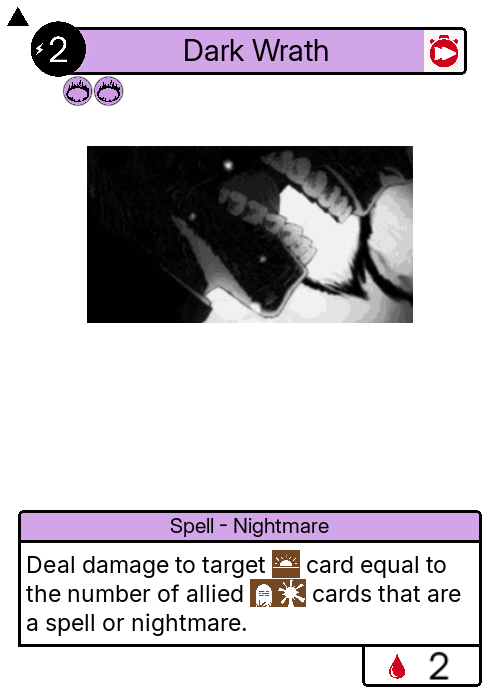 2
Dark Wrath
Spell - Nightmare
Deal damage to target card equal to
the number of allied cards that are
a spell or nightmare.
2